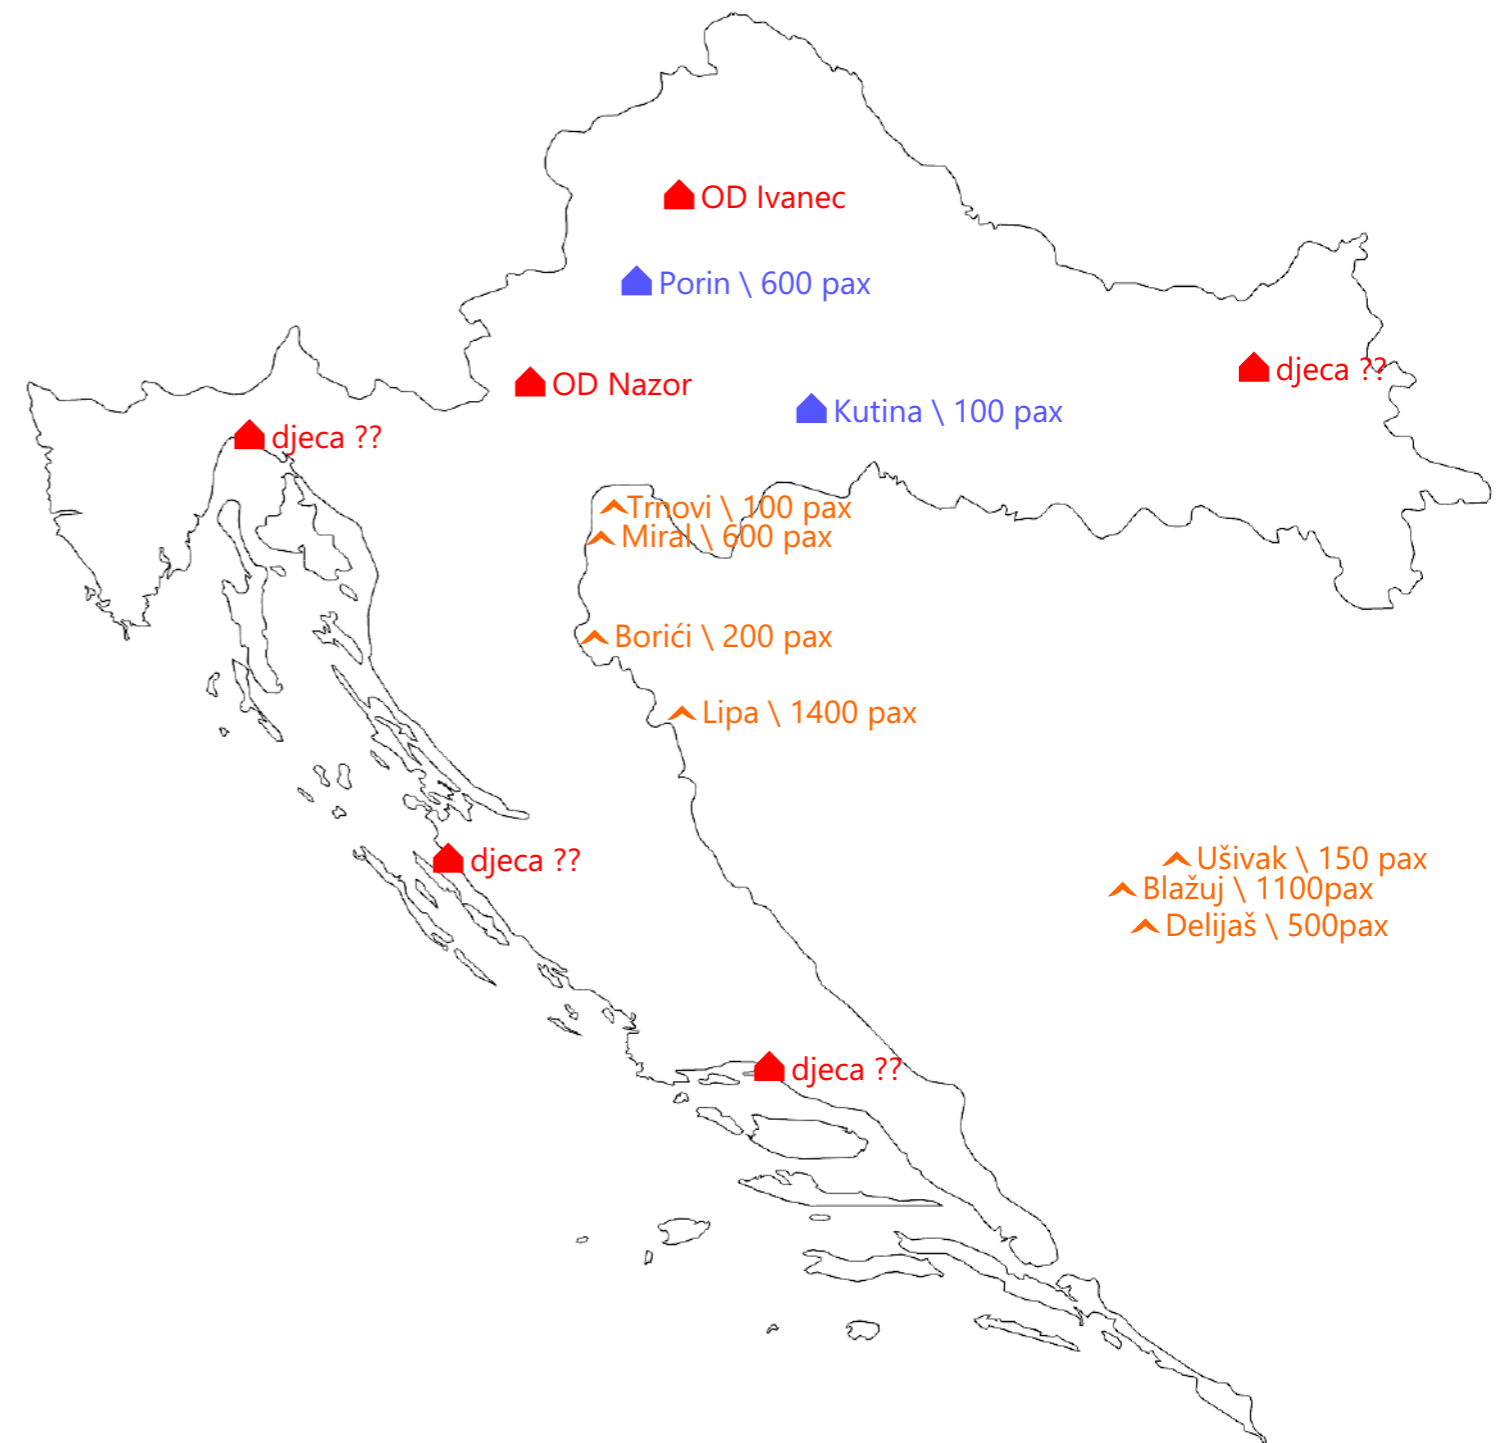 OD Ivanec
Porin \ 600 pax
djeca ??
OD Nazor
Kutina \ 100 pax
djeca ??
Trnovi \ 100 pax
Miral \ 600 pax
Borići \ 200 pax
Lipa \ 1400 pax
Ušivak \ 150 pax
djeca ??
Blažuj \ 1100pax
Delijaš \ 500pax
djeca ??